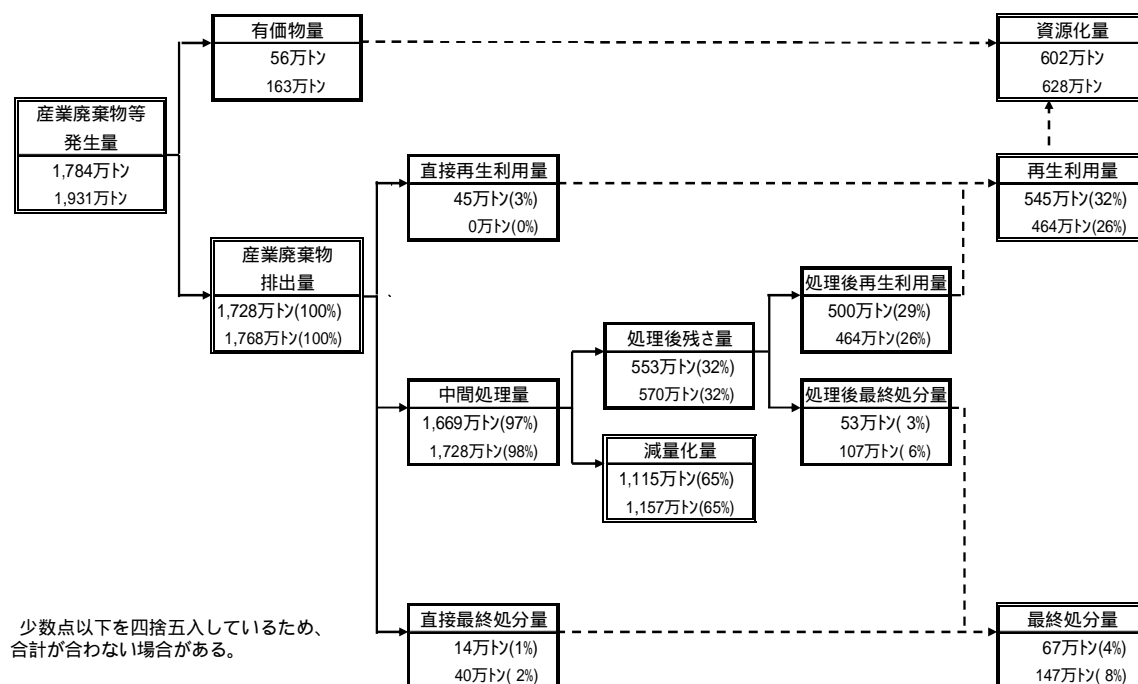 有価物量
56万トン
163万トン
資源化量
602万トン
628万トン
産業廃棄物等
発生量
1,784万トン
1,931万トン
直接再生利用量
45万トン(3%)
0万トン(0%)
再生利用量
545万トン(32%)
464万トン(26%)
産業廃棄物
排出量
1,728万トン(100%)
1,768万トン(100%)
処理後再生利用量
500万トン(29%)
464万トン(26%)
処理後残さ量
553万トン(32%)
570万トン(32%)
中間処理量
1,669万トン(97%)
1,728万トン(98%)
処理後最終処分量
53万トン( 3%)
107万トン( 6%)
減量化量
1,115万トン(65%)
1,157万トン(65%)
直接最終処分量
14万トン(1%)
40万トン( 2%)
最終処分量
67万トン(4%)
147万トン( 8%)
少数点以下を四捨五入しているため、
合計が合わない場合がある。